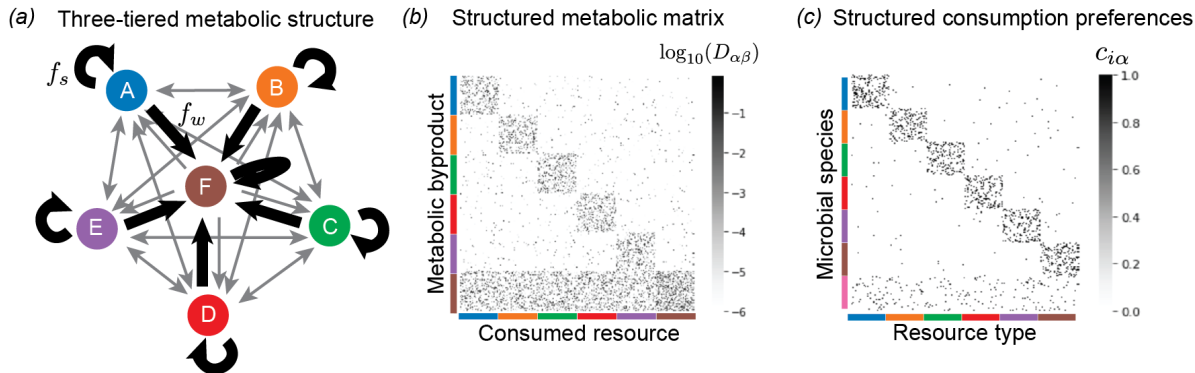 (a) Three-tiered metabolic structure
f_s
A
B
f_w
F
E
C
D
(b) Structured metabolic matrix
log₁₀(D_αβ)
Metabolic byproduct
Consumed resource
−1
−2
−3
−4
−5
−6
(c) Structured consumption preferences
c_iα
Microbial species
Resource type
1.0
0.8
0.6
0.4
0.2
0.0